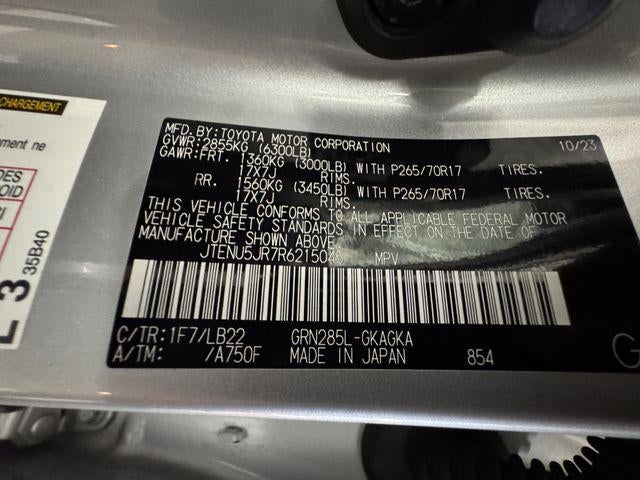 CHARGEMENT
ment ne
DES
OID
35B40
L 3
MFD.BY:TOYOTA MOTOR CORPORATION 10/23
GVWR:2855KG (6300LB)
GAWR:FRT. 1360KG (3000LB) WITH P265/70R17 TIRES.
17X7J RIMS.
RR. 1560KG (3450LB) WITH P265/70R17 TIRES.
17X7J RIMS.
THIS VEHICLE CONFORMS TO ALL APPLICABLE FEDERAL MOTOR
VEHICLE SAFETY STANDARDS IN EFFECT ON THE DATE OF
MANUFACTURE SHOWN ABOVE.
JTENU5JR7R6215045 MPV
C/TR:1F7/LB22 GRN285L-GKAGKA
A/TM: /A750F MADE IN JAPAN 854
G